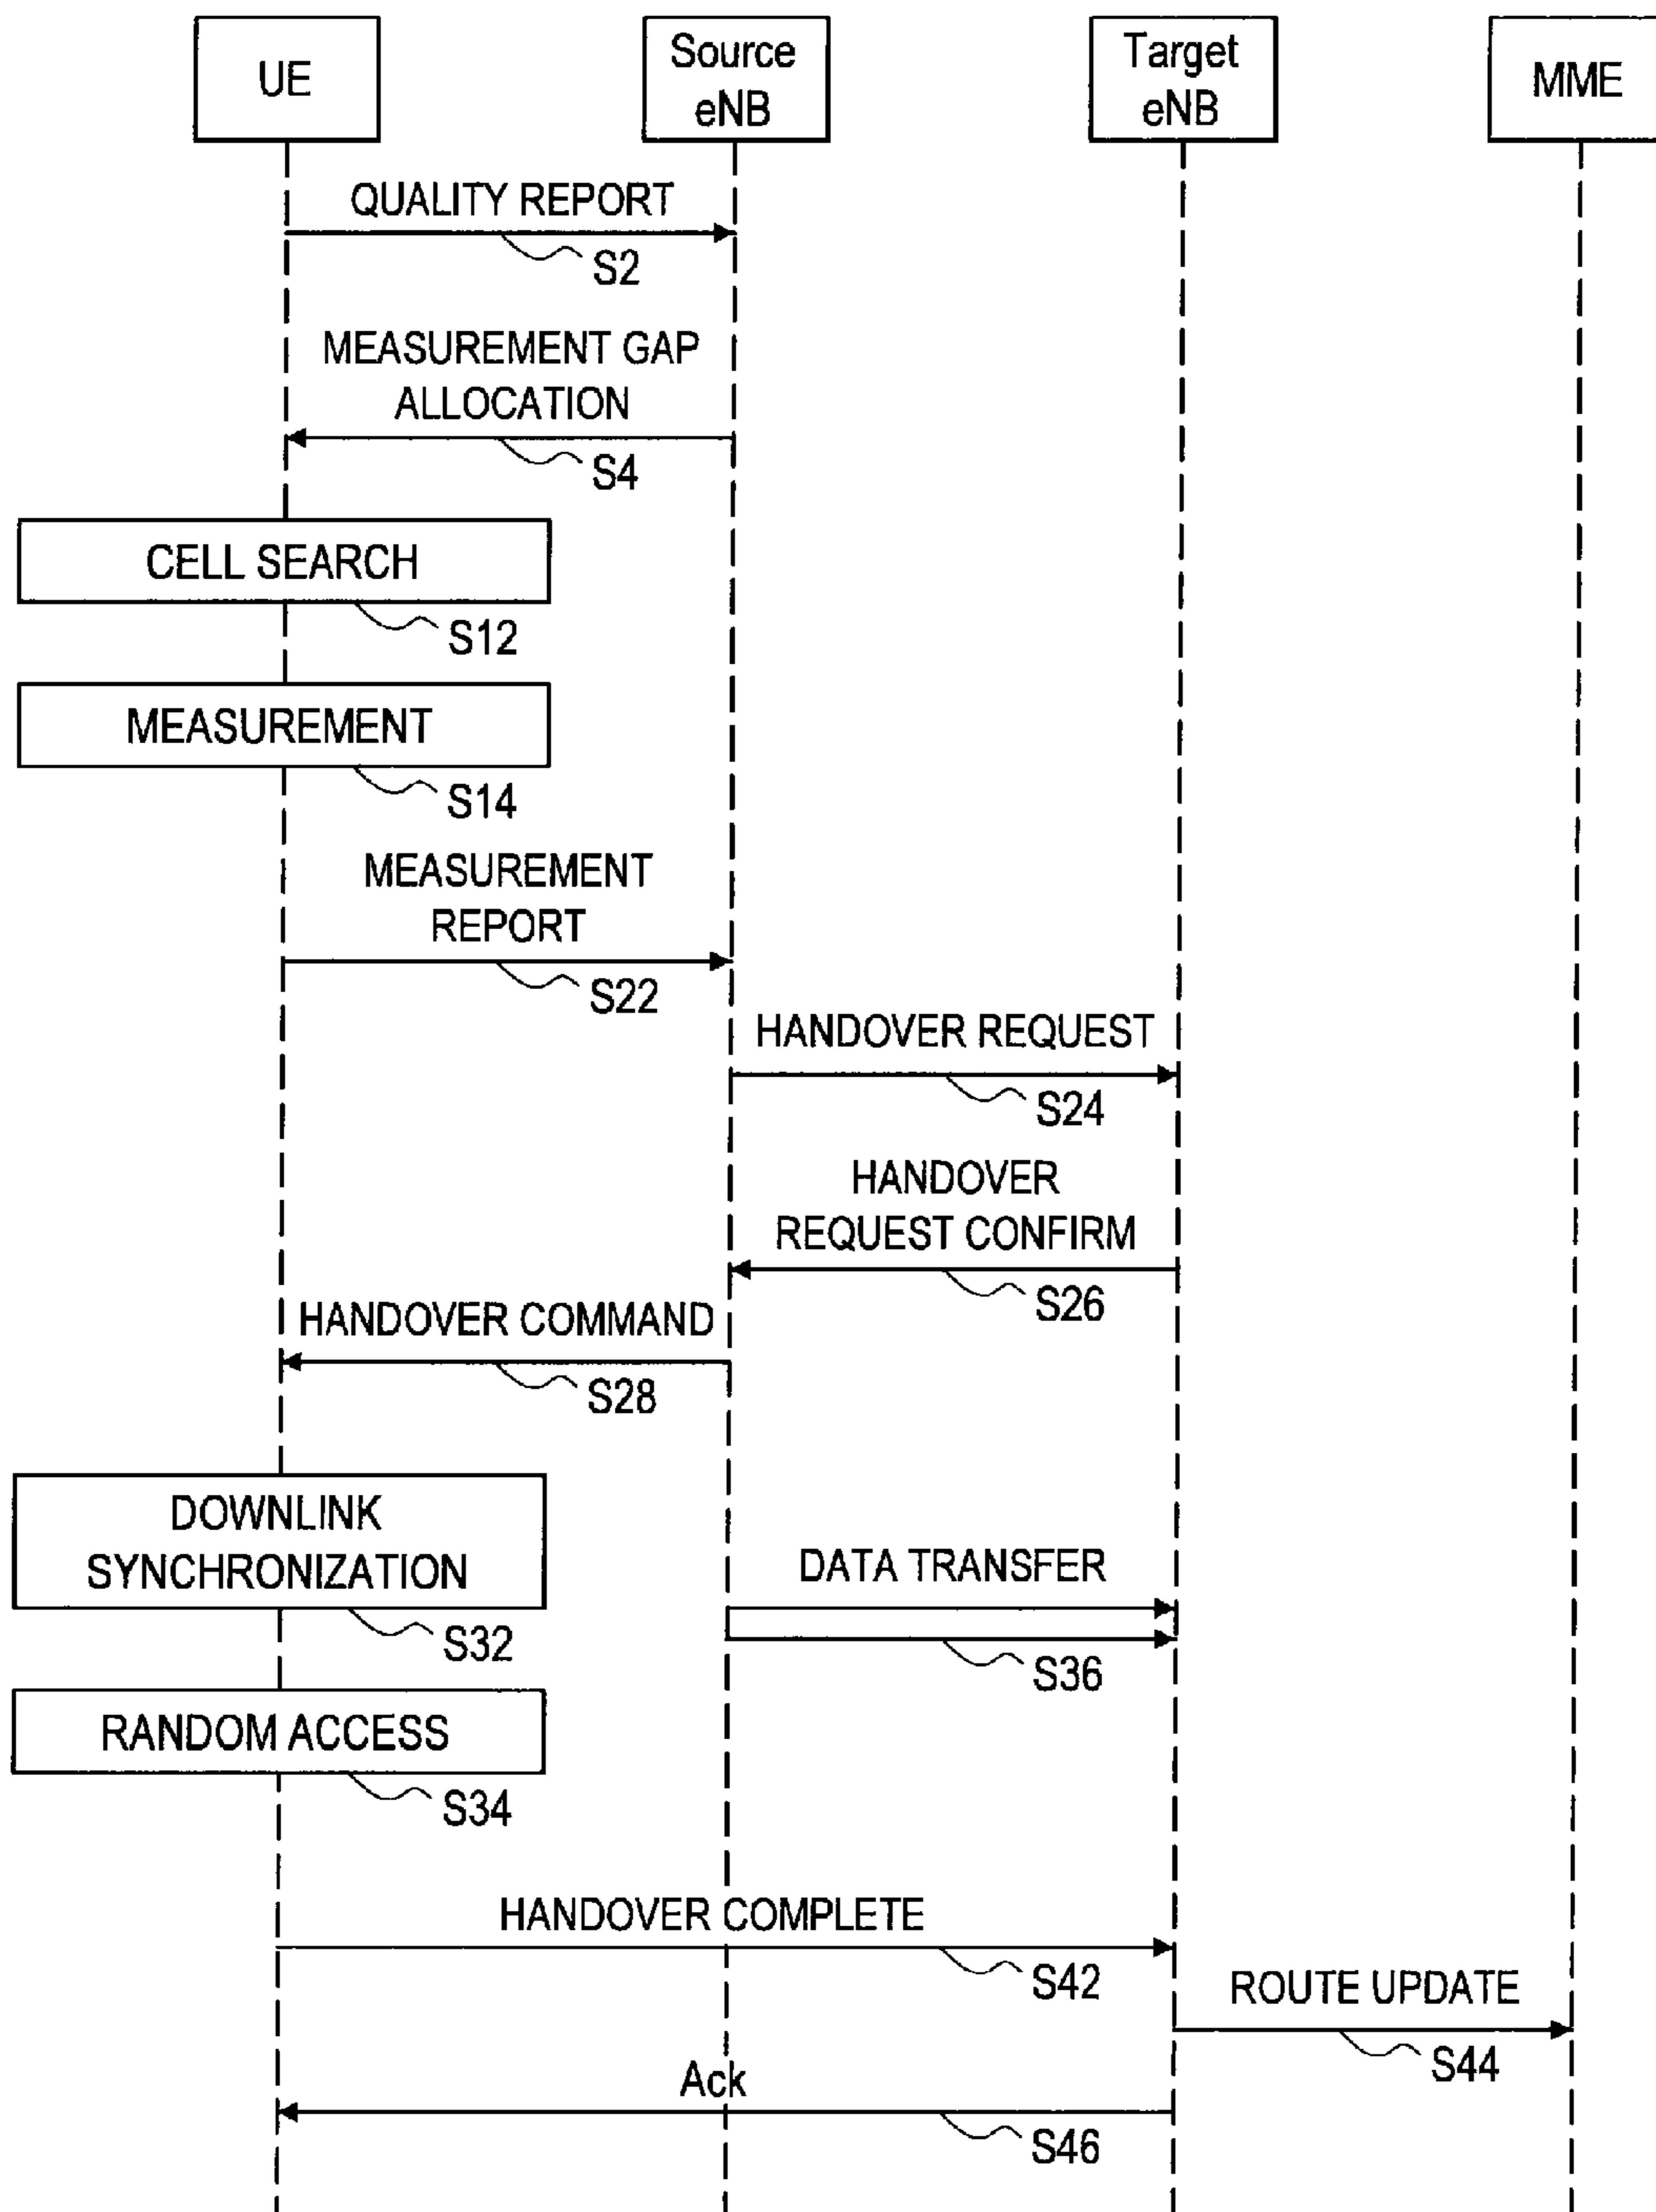 UE
Source
eNB
Target
eNB
MME
QUALITY REPORT
S2
MEASUREMENT GAP
ALLOCATION
S4
CELL SEARCH
S12
MEASUREMENT
S14
MEASUREMENT
REPORT
S22
HANDOVER REQUEST
S24
HANDOVER
REQUEST CONFIRM
S26
HANDOVER COMMAND
S28
DOWNLINK
SYNCHRONIZATION
S32
DATA TRANSFER
S36
RANDOM ACCESS
S34
HANDOVER COMPLETE
S42
ROUTE UPDATE
S44
Ack
S46